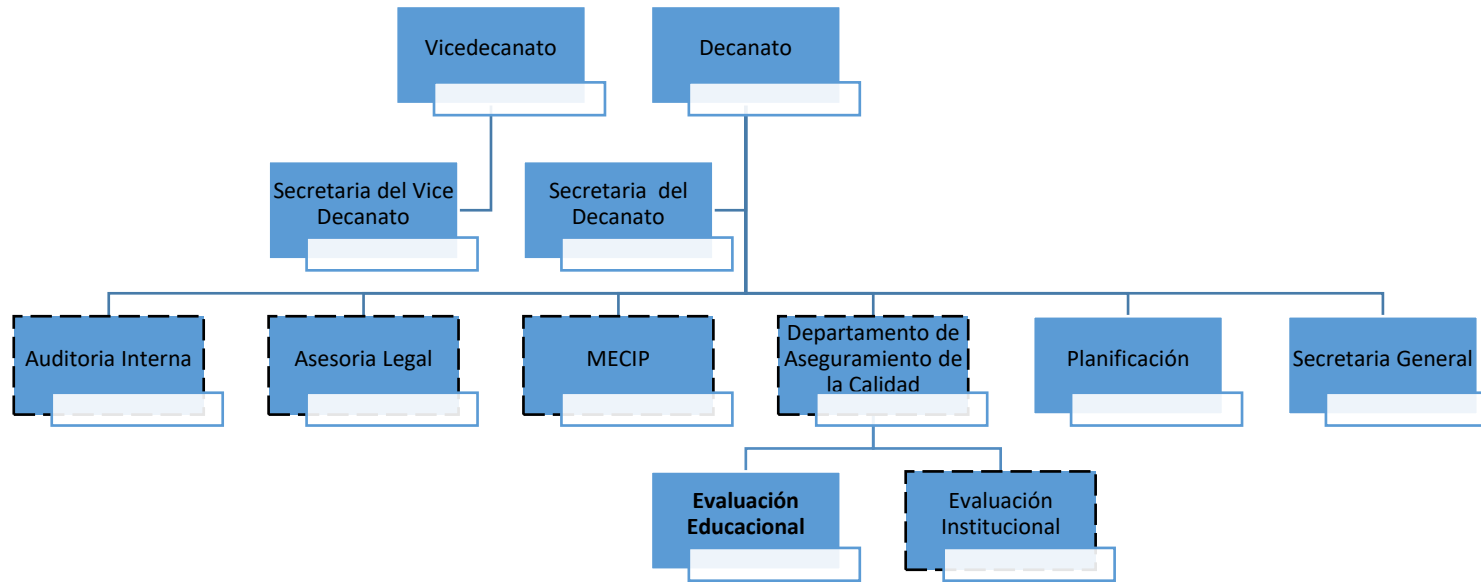 Vicedecanato
Decanato
Secretaria del Vice
Decanato
Secretaria  del
Decanato
Auditoria Interna
Asesoria Legal
MECIP
Departamento de
Aseguramiento de
la Calidad
Planificación
Secretaria General
Evaluación
Educacional
Evaluación
Institucional